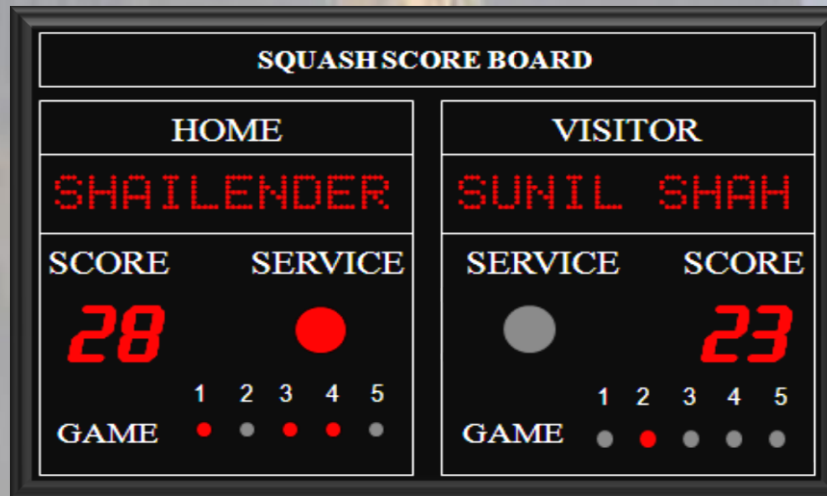 SQUASH SCORE BOARD
HOME
SHAILENDER
SCORE SERVICE
28
1 2 3 4 5
GAME
VISITOR
SUNIL SHAH
SERVICE SCORE
23
1 2 3 4 5
GAME